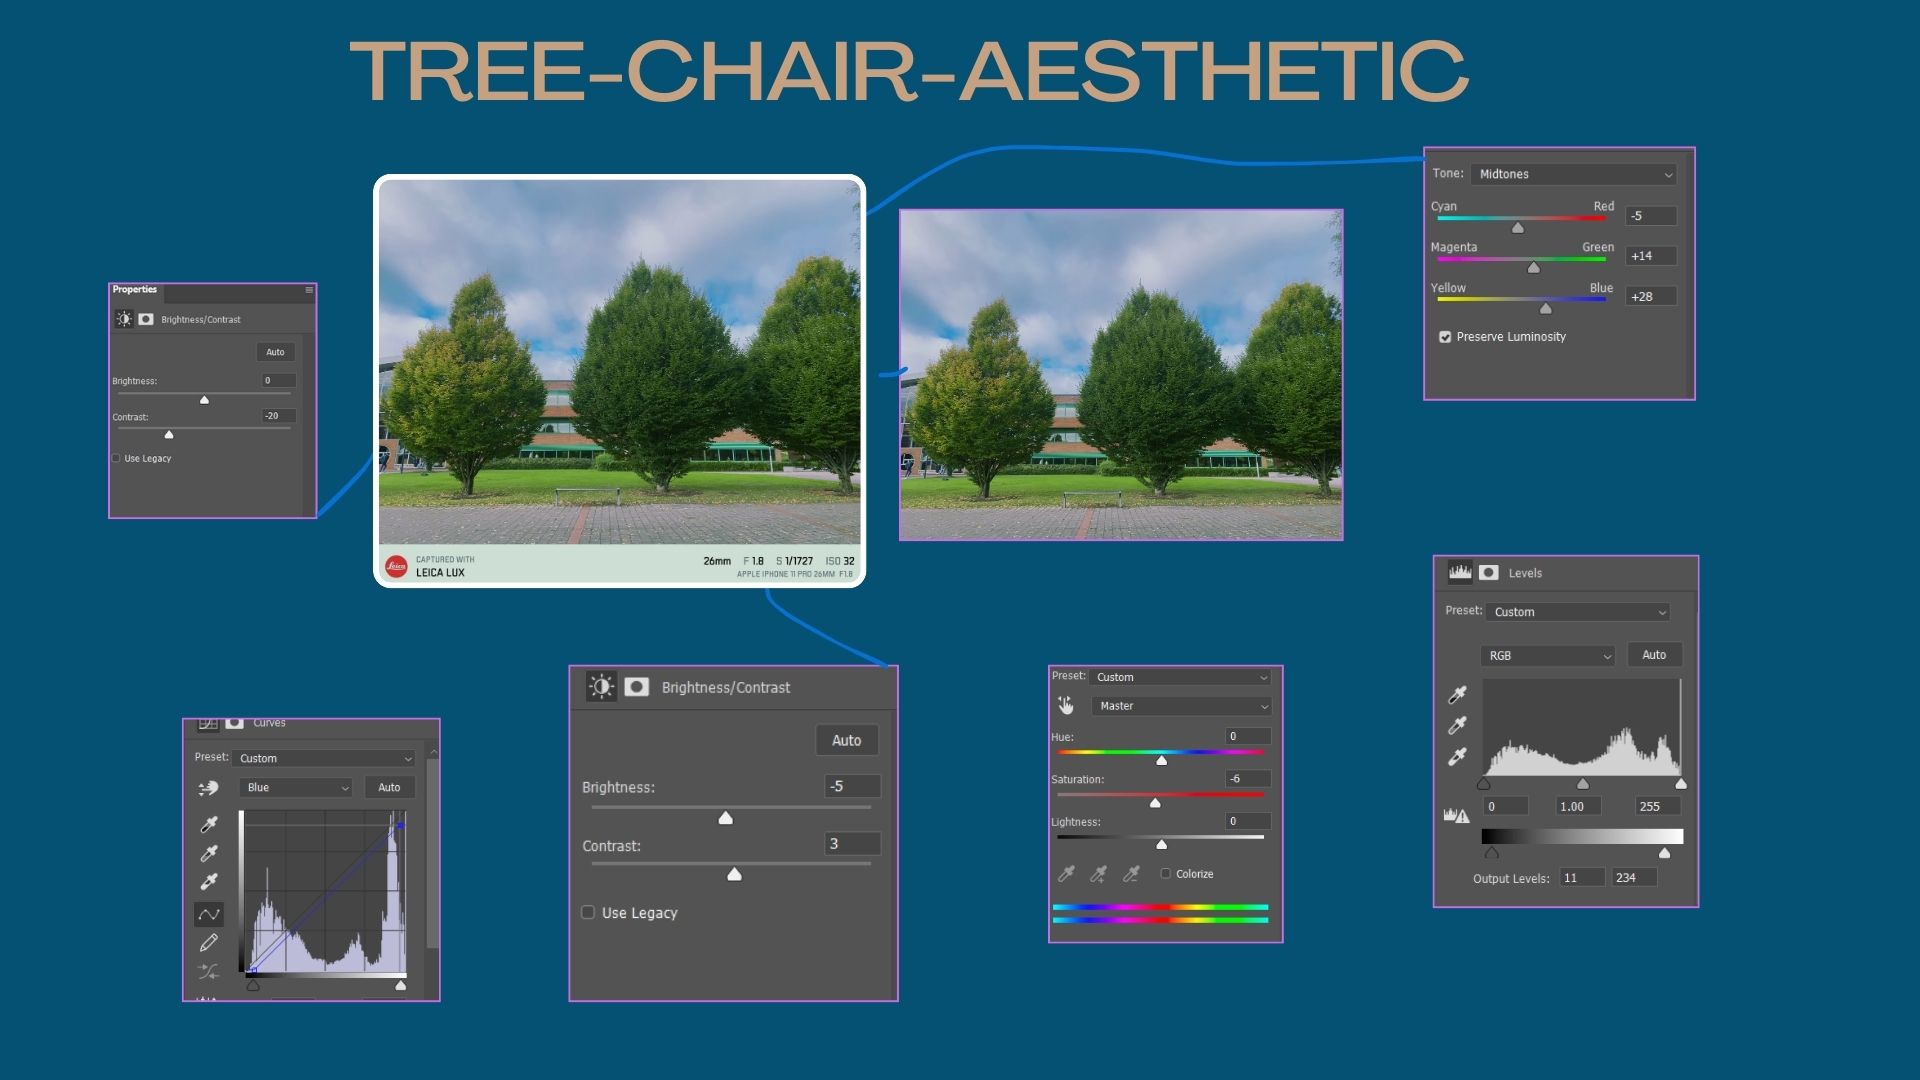 TREE-CHAIR-AESTHETIC
Properties
Brightness/Contrast
Auto
Brightness: 0
Contrast: -20
Use Legacy
Leica
CAPTURED WITH
LEICA LUX
26mm F 1.8 S 1/1727 ISO 32
APPLE IPHONE 11 PRO 26MM F1.8
Tone: Midtones
Cyan Red -5
Magenta Green +14
Yellow Blue +28
Preserve Luminosity
Curves
Preset: Custom
Blue Auto
Brightness/Contrast
Auto
Brightness: -5
Contrast: 3
Use Legacy
Preset: Custom
Master
Hue: 0
Saturation: -6
Lightness: 0
Colorize
Levels
Preset: Custom
RGB Auto
0 1.00 255
Output Levels: 11 234